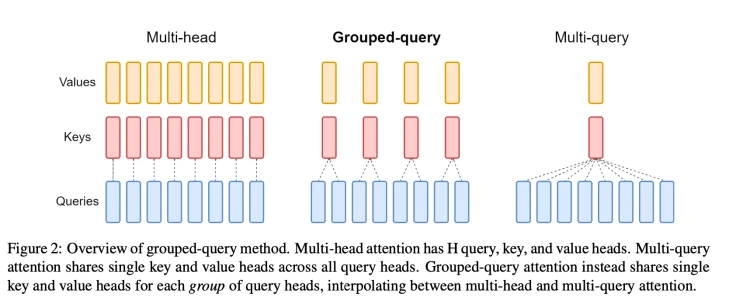 Multi-head Grouped-query Multi-query
Values
Keys
Queries
Figure 2: Overview of grouped-query method. Multi-head attention has H query, key, and value heads. Multi-query
attention shares single key and value heads across all query heads. Grouped-query attention instead shares single
key and value heads for each group of query heads, interpolating between multi-head and multi-query attention.